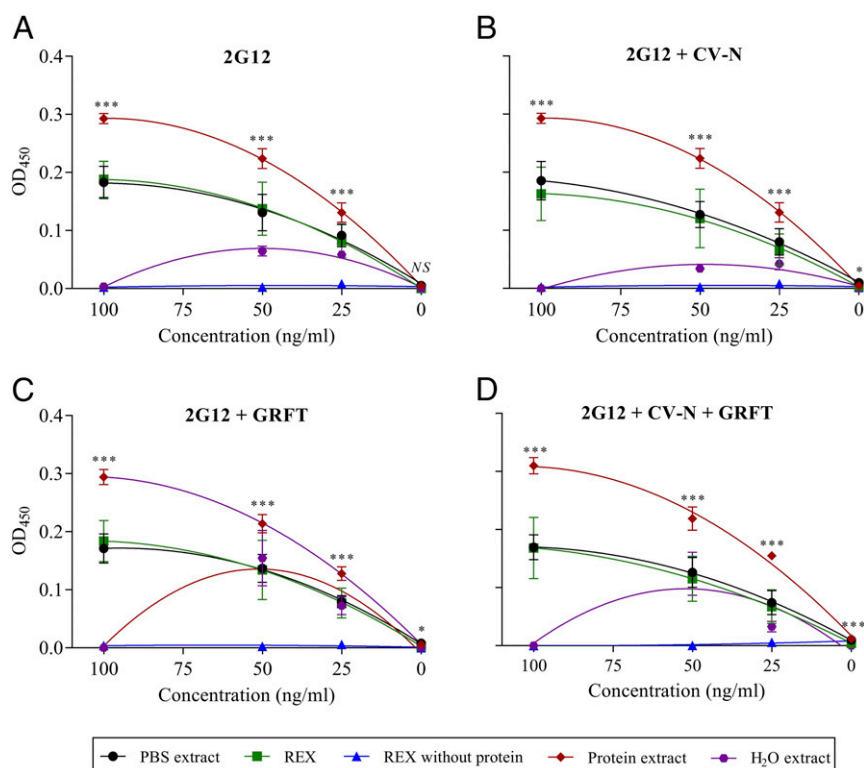 A
2G12
0.4
0.3
0.2
0.1
0.0
OD450
***
***
***
NS
100
75
50
25
0
Concentration (ng/ml)
B
2G12 + CV-N
***
***
***
*
100
75
50
25
0
Concentration (ng/ml)
C
2G12 + GRFT
0.4
0.3
0.2
0.1
0.0
OD450
***
***
***
*
100
75
50
25
0
Concentration (ng/ml)
D
2G12 + CV-N + GRFT
***
***
***
***
100
75
50
25
0
Concentration (ng/ml)
PBS extract REX REX without protein Protein extract H2O extract